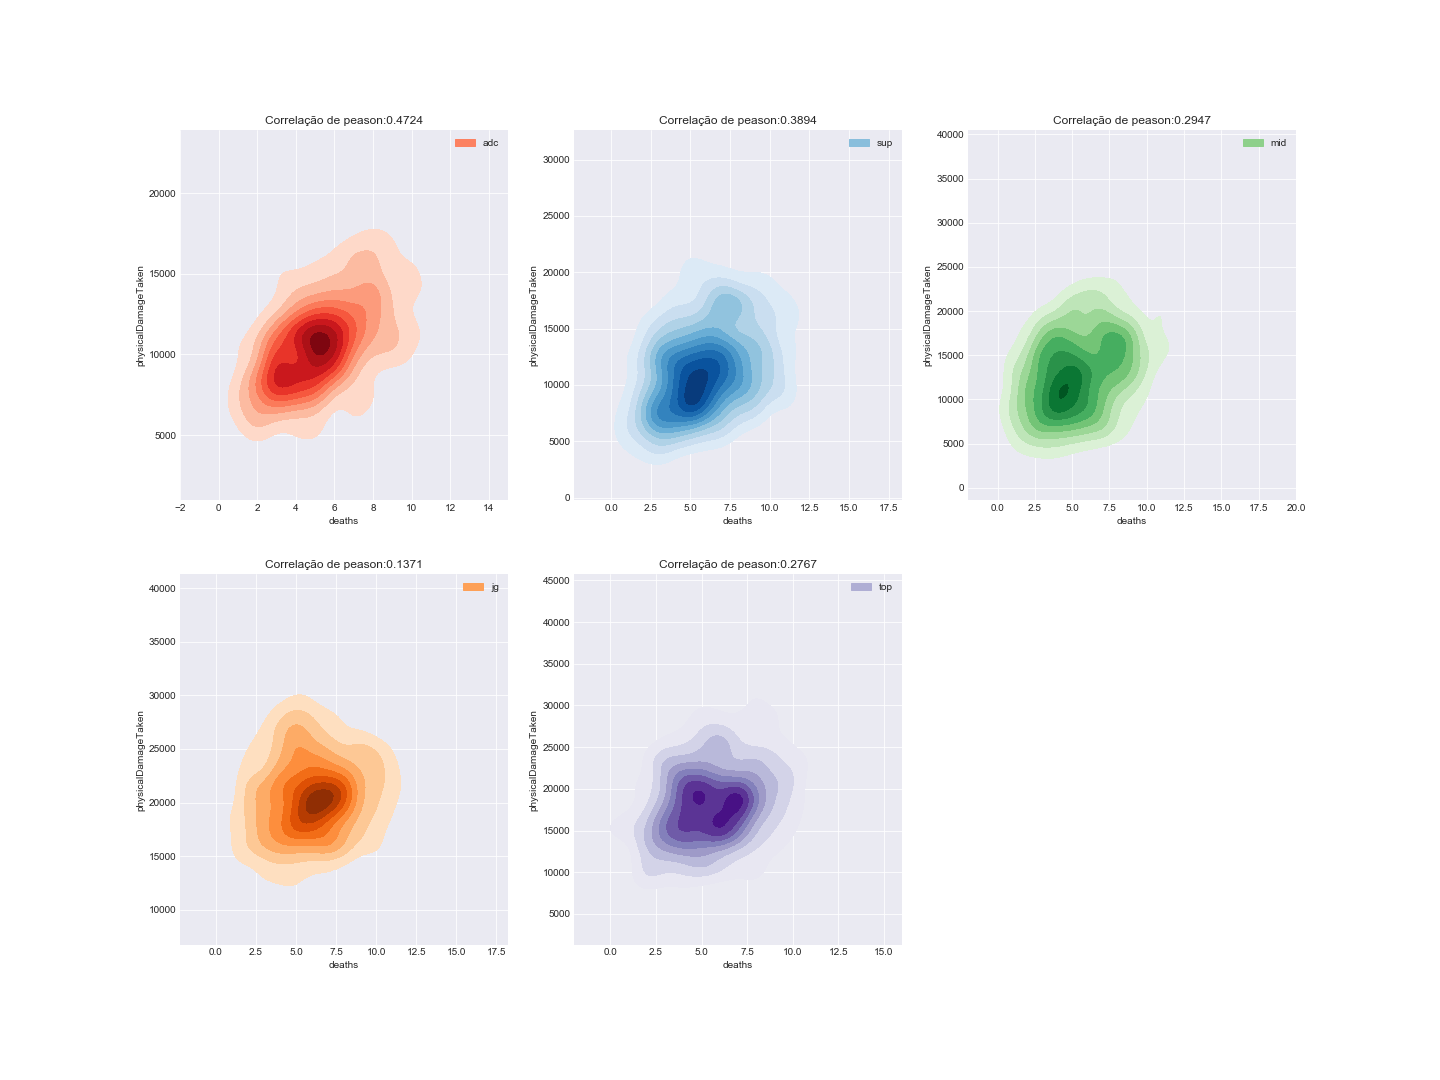 Correlação de peason:0.4724
adc
20000
15000
10000
5000
physicalDamageTaken
−2 0 2 4 6 8 10 12 14
deaths
Correlação de peason:0.3894
sup
30000
25000
20000
15000
10000
5000
0
physicalDamageTaken
0.0 2.5 5.0 7.5 10.0 12.5 15.0 17.5
deaths
Correlação de peason:0.2947
mid
40000
35000
30000
25000
20000
15000
10000
5000
0
physicalDamageTaken
0.0 2.5 5.0 7.5 10.0 12.5 15.0 17.5 20.0
deaths
Correlação de peason:0.1371
jg
40000
35000
30000
25000
20000
15000
10000
physicalDamageTaken
0.0 2.5 5.0 7.5 10.0 12.5 15.0 17.5
deaths
Correlação de peason:0.2767
top
45000
40000
35000
30000
25000
20000
15000
10000
5000
physicalDamageTaken
0.0 2.5 5.0 7.5 10.0 12.5 15.0
deaths